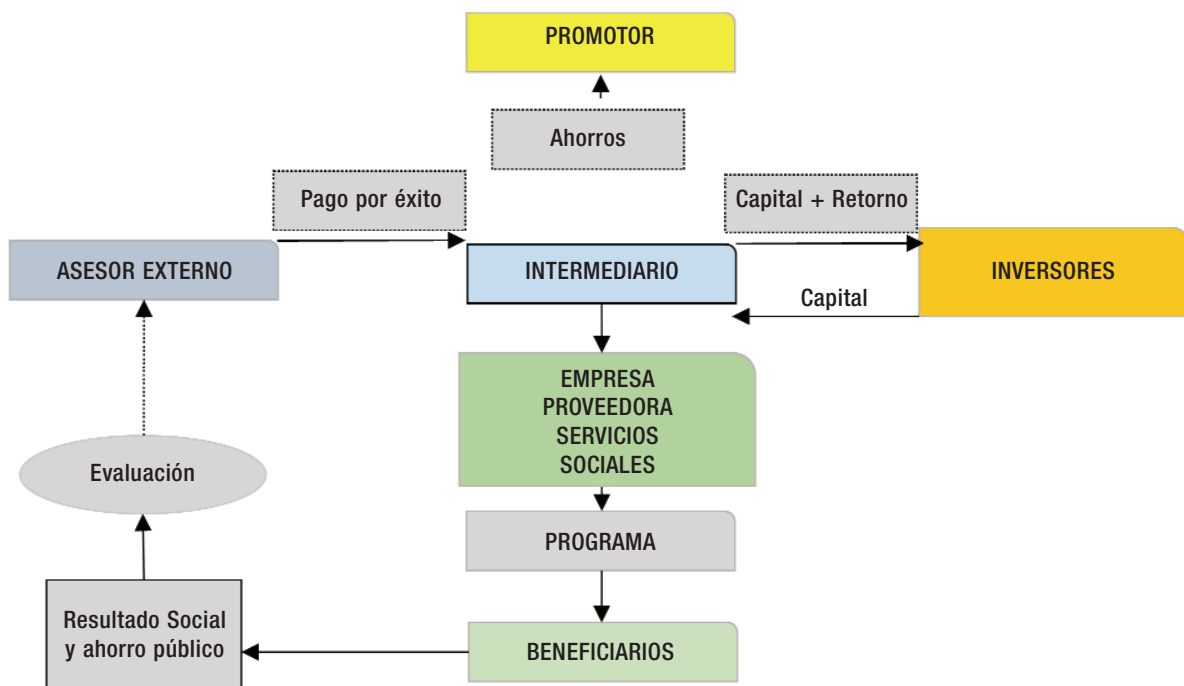 PROMOTOR
Ahorros
Pago por éxito
Capital + Retorno
ASESOR EXTERNO
INTERMEDIARIO
INVERSORES
Capital
EMPRESA
PROVEEDORA
SERVICIOS
SOCIALES
Evaluación
PROGRAMA
Resultado Social
y ahorro público
BENEFICIARIOS